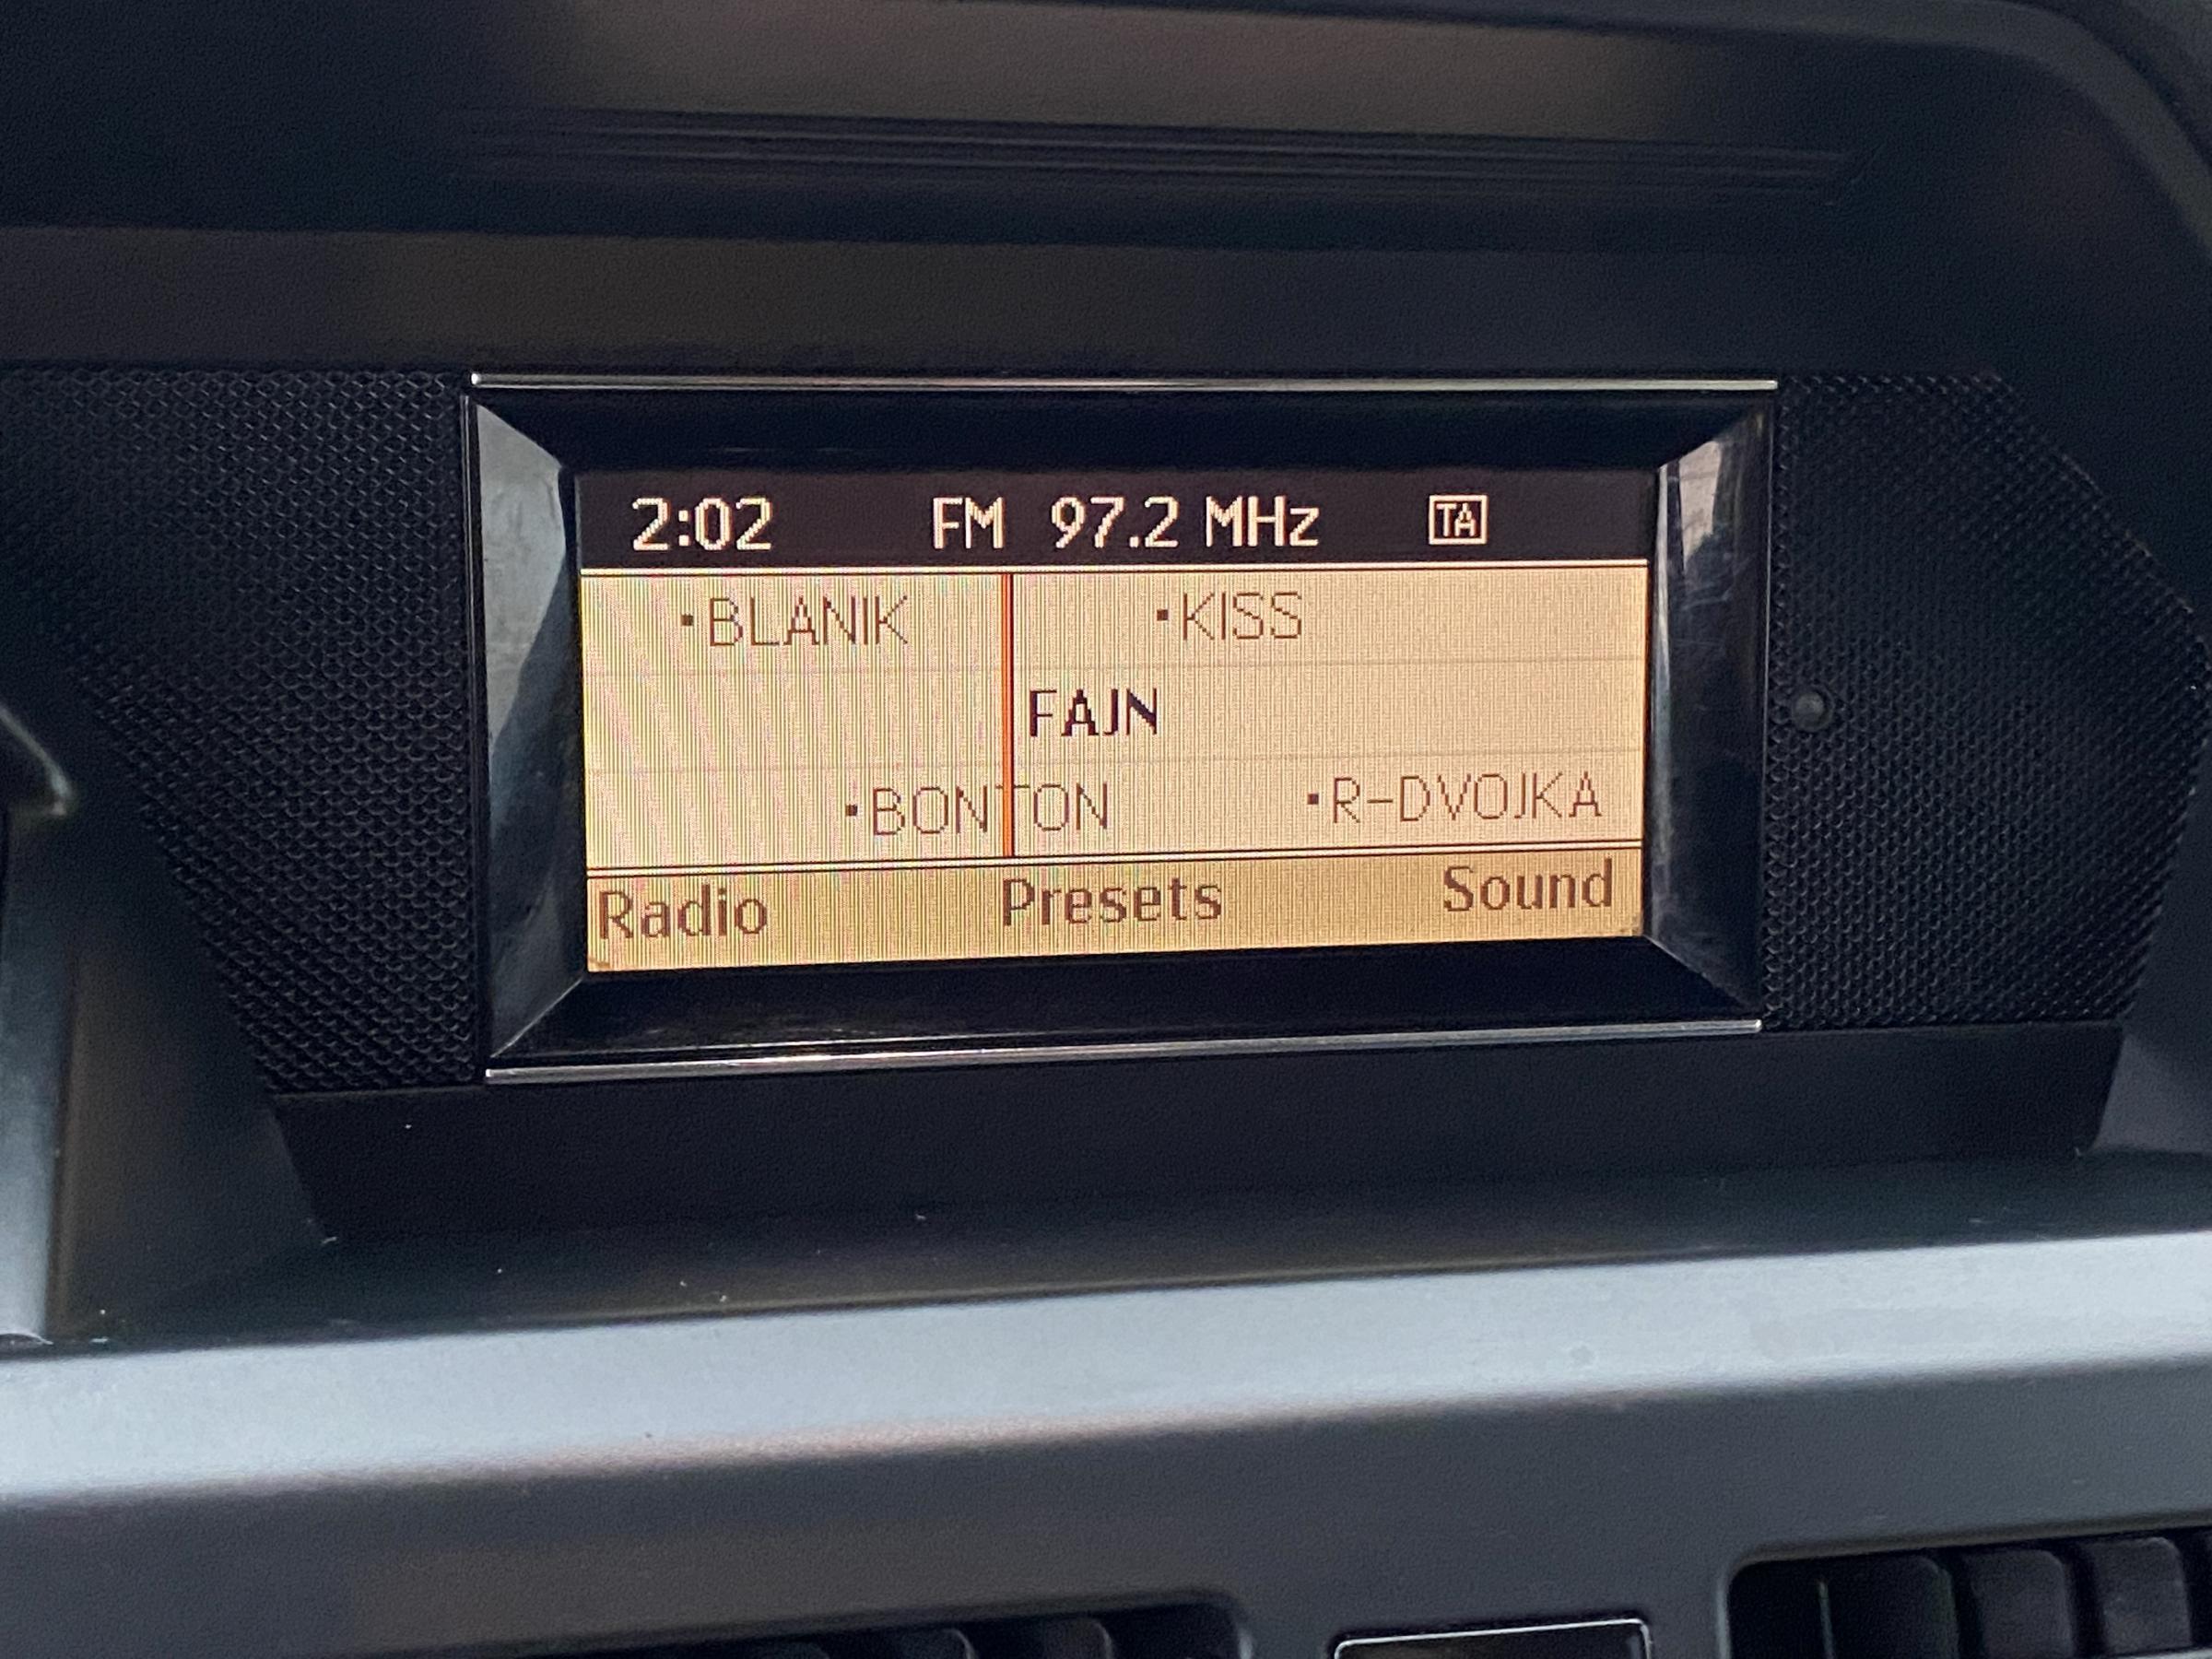 2:02 FM 97.2 MHz TA
•BLANIK •KISS
FAJN
•BONTON •R-DVOJKA
Radio Presets Sound